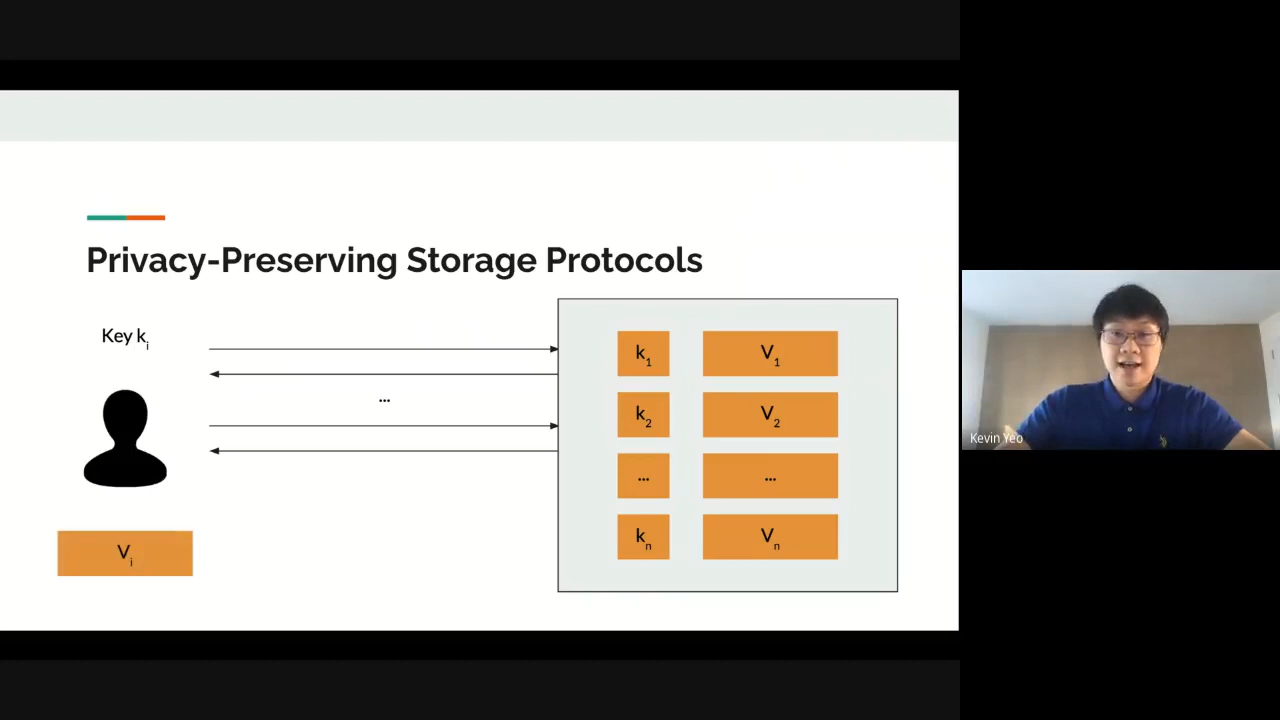 Privacy-Preserving Storage Protocols
Key ki
...
Vi
k1 V1
k2 V2
... ...
kn Vn
Kevin Yeo